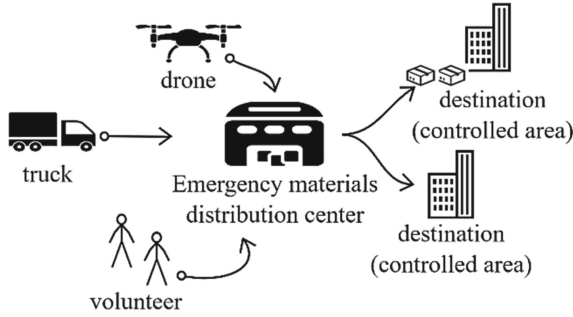 drone
truck
Emergency materials
distribution center
volunteer
destination
(controlled area)
destination
(controlled area)